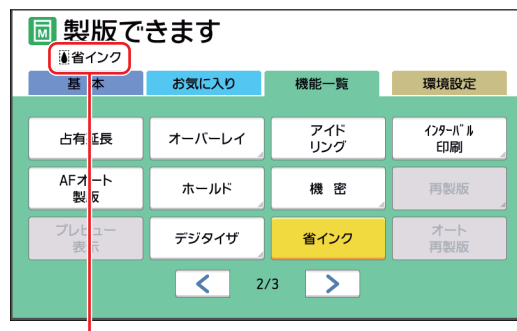 M 製版できます
省インク
基本 お気に入り 機能一覧 環境設定
占有延長 オーバーレイ アイド リング インターバル 印刷
AFオート 製版 ホールド 機密 再製版
プレビュー 表示 デジタイザ 省インク オート 再製版
< 2/3 >